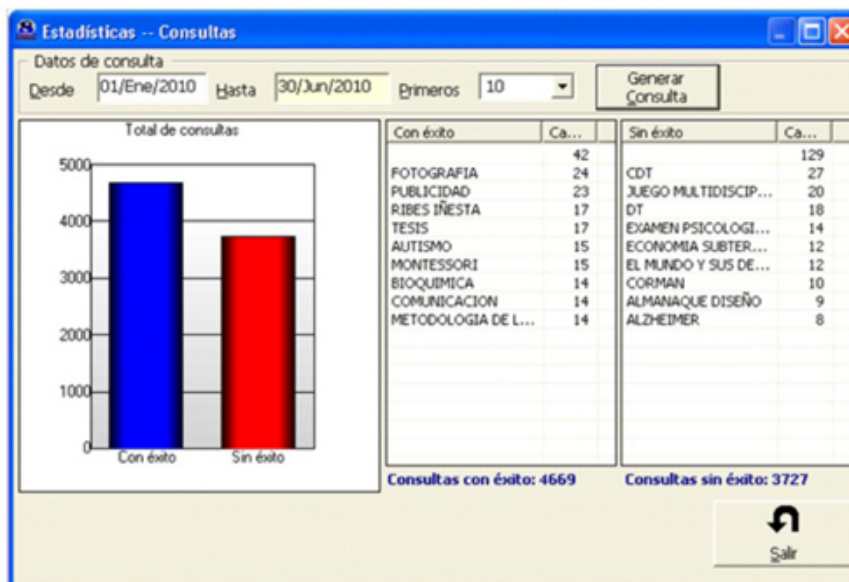 Estadísticas -- Consultas
Datos de consulta
Desde 01/Ene/2010 Hasta 30/Jun/2010 Primeros 10 Generar Consulta
Total de consultas
5000
4000
3000
2000
1000
0
Con éxito Sin éxito
Con éxito Ca...
42
FOTOGRAFIA 24
PUBLICIDAD 23
RIBES IÑESTA 17
TESIS 17
AUTISMO 15
MONTESSORI 15
BIOQUIMICA 14
COMUNICACION 14
METODOLOGIA DE L... 14
Consultas con éxito: 4669
Sin éxito Ca...
129
CDT 27
JUEGO MULTIDISCIP... 20
DT 18
EXAMEN PSICOLOGI... 14
ECONOMIA SUBTER... 12
EL MUNDO Y SUS DE... 12
CORMAN 10
ALMANAQUE DISEÑO 9
ALZHEIMER 8
Consultas sin éxito: 3727
Salir